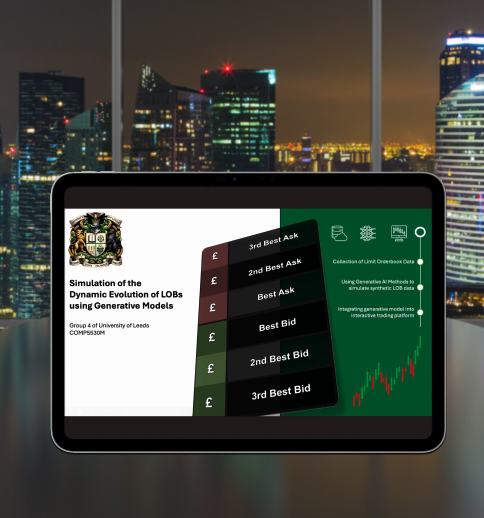 Simulation of the
Dynamic Evolution of LOBs
using Generative Models
Group 4 of University of Leeds
COMP5530M
£ 3rd Best Ask
£ 2nd Best Ask
£ Best Ask
£ Best Bid
£ 2nd Best Bid
£ 3rd Best Bid
Collection of Limit Orderbook Data
Using Generative AI Methods to
simulate synthetic LOB data
Integrating generative model into
interactive trading platform